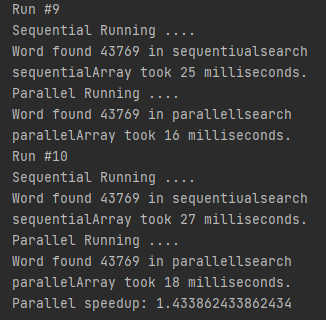 Run #9
Sequential Running ....
Word found 43769 in sequentiualsearch
sequentialArray took 25 milliseconds.
Parallel Running ....
Word found 43769 in parallellsearch
parallelArray took 16 milliseconds.
Run #10
Sequential Running ....
Word found 43769 in sequentiualsearch
sequentialArray took 27 milliseconds.
Parallel Running ....
Word found 43769 in parallellsearch
parallelArray took 18 milliseconds.
Parallel speedup: 1.433862433862434